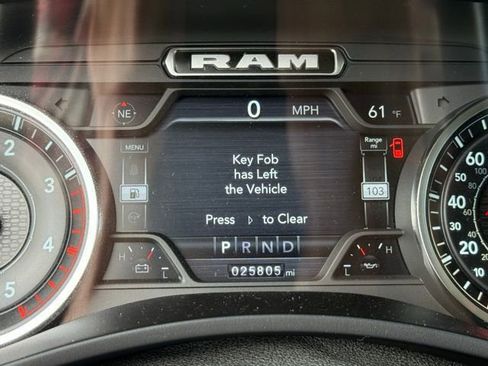 RAM
0 MPH
61 °F
NE
MENU
Range
mi
103
Key Fob
has Left
the Vehicle
Press ▷ to Clear
P R N D
025805 mi
H
L
H
L
2
3
4
5
60
50
40
30
20
10